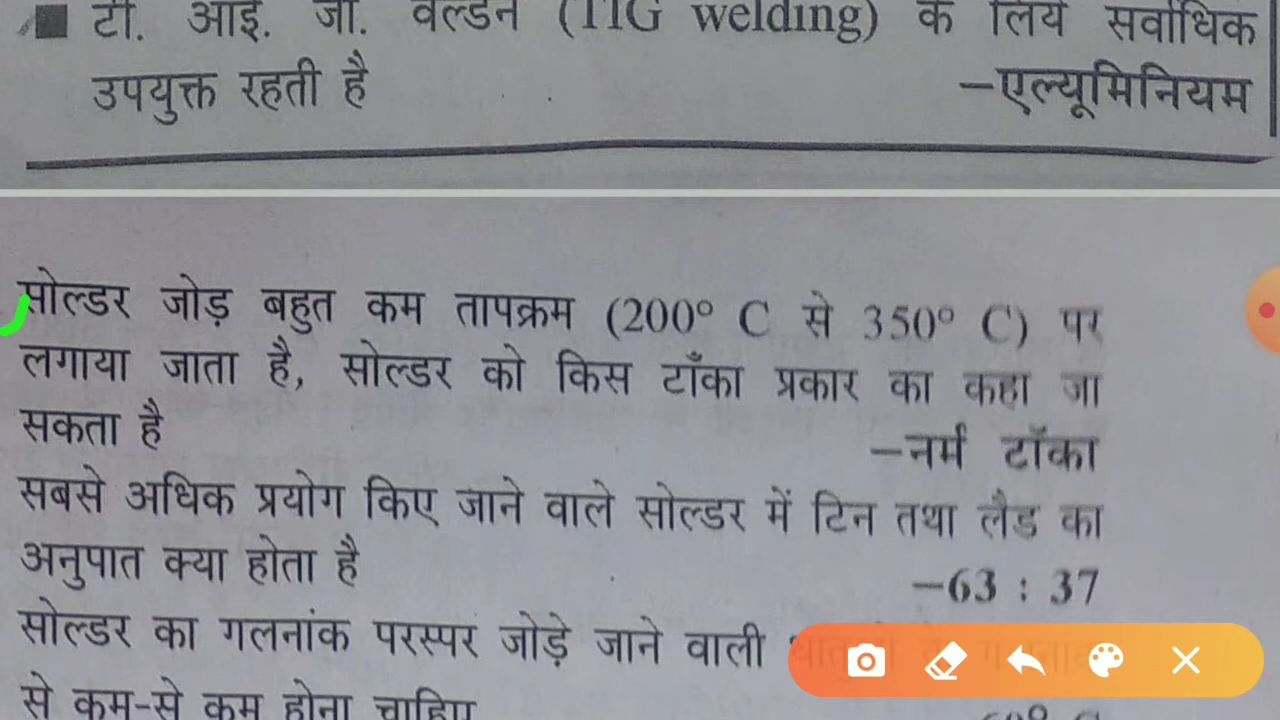 टी. आई. जी. वेल्डन (TIG welding) के लिये सर्वाधिक
उपयुक्त रहती है –एल्यूमिनियम
सोल्डर जोड़ बहुत कम तापक्रम (200° C से 350° C) पर
लगाया जाता है, सोल्डर को किस टाँका प्रकार का कहा जा
सकता है –नर्म टाँका
सबसे अधिक प्रयोग किए जाने वाले सोल्डर में टिन तथा लैड का
अनुपात क्या होता है –63 : 37
सोल्डर का गलनांक परस्पर जोड़े जाने वाली
से कम-से कम होना चाहिए